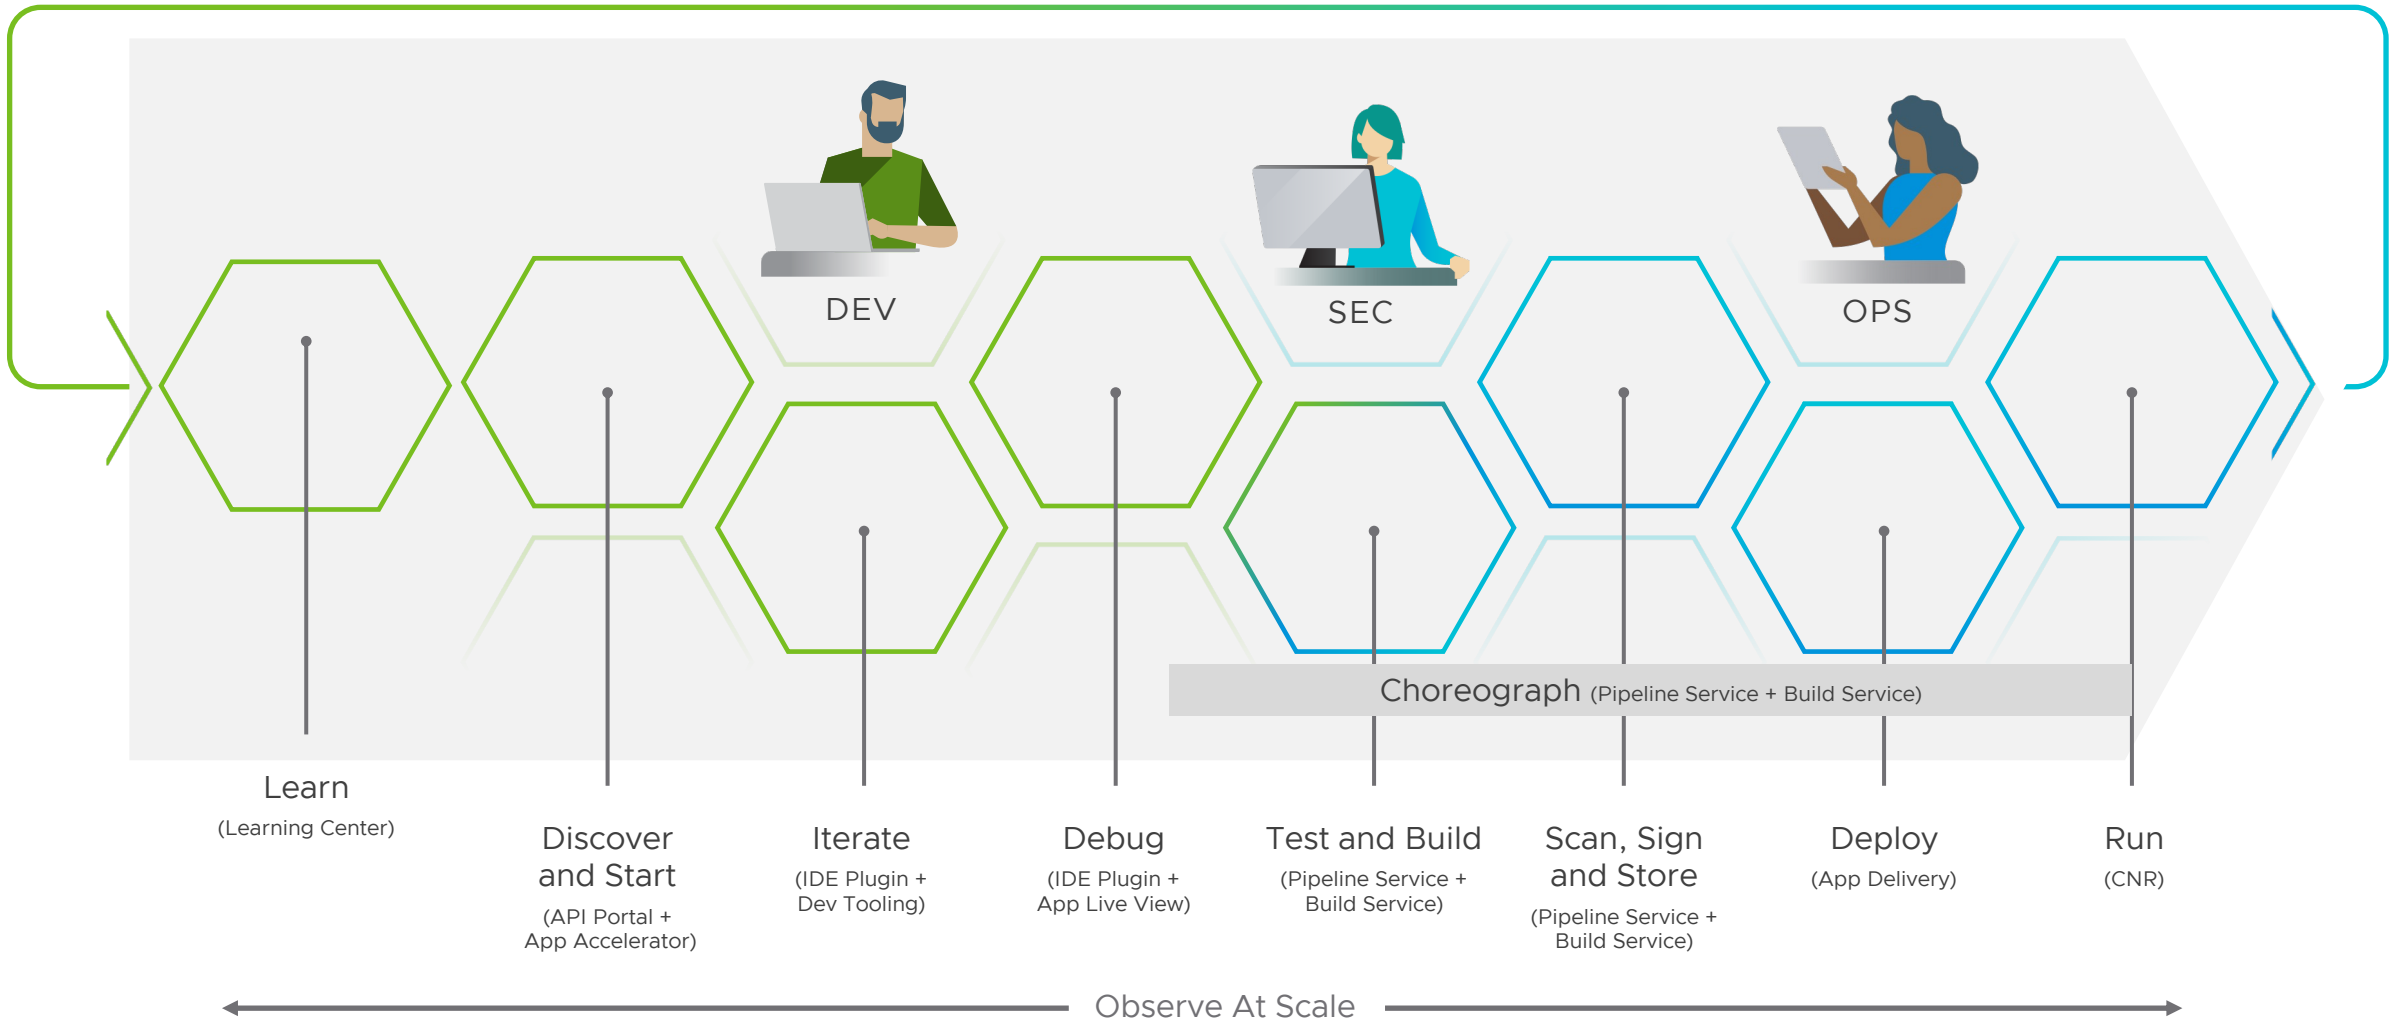 DEV
SEC
OPS
Choreograph (Pipeline Service + Build Service)
Learn
(Learning Center)
Discover
and Start
(API Portal +
App Accelerator)
Iterate
(IDE Plugin +
Dev Tooling)
Debug
(IDE Plugin +
App Live View)
Test and Build
(Pipeline Service +
Build Service)
Scan, Sign
and Store
(Pipeline Service +
Build Service)
Deploy
(App Delivery)
Run
(CNR)
Observe At Scale